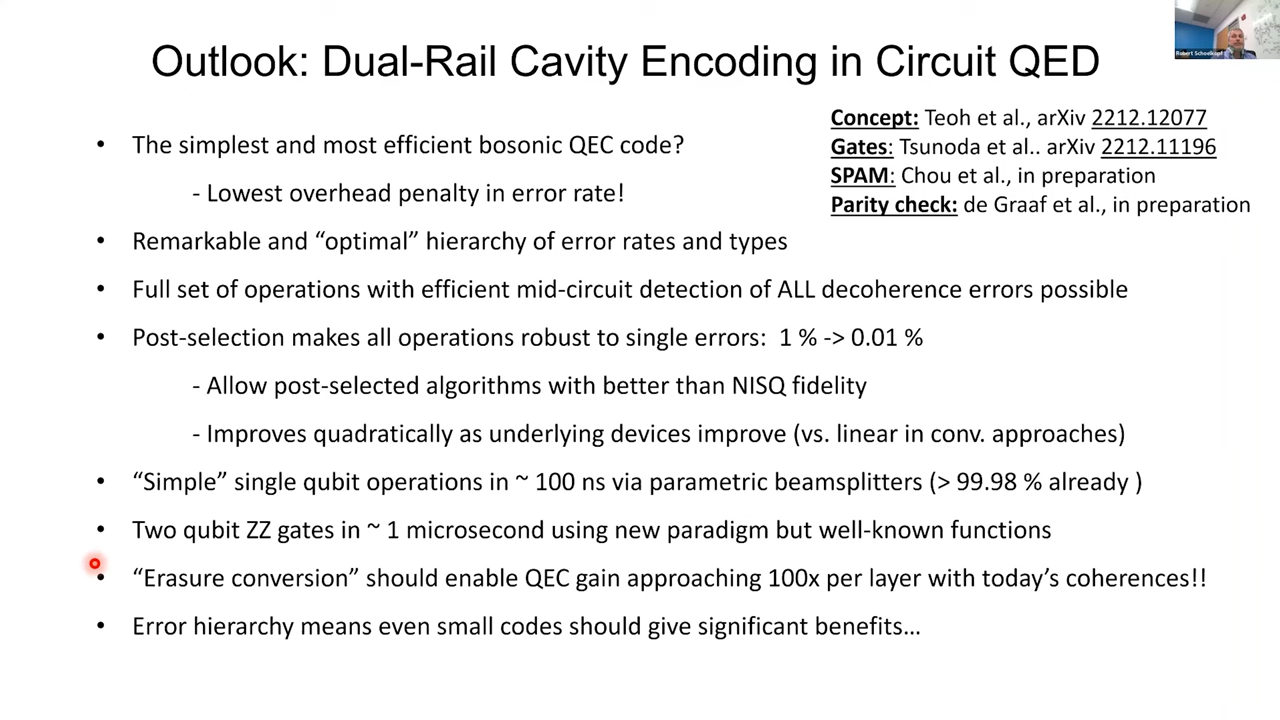 Outlook: Dual-Rail Cavity Encoding in Circuit QED
Robert Schoelkopf
Concept: Teoh et al., arXiv 2212.12077
Gates: Tsunoda et al.. arXiv 2212.11196
SPAM: Chou et al., in preparation
Parity check: de Graaf et al., in preparation
• The simplest and most efficient bosonic QEC code?
- Lowest overhead penalty in error rate!
• Remarkable and “optimal” hierarchy of error rates and types
• Full set of operations with efficient mid-circuit detection of ALL decoherence errors possible
• Post-selection makes all operations robust to single errors: 1 % -> 0.01 %
- Allow post-selected algorithms with better than NISQ fidelity
- Improves quadratically as underlying devices improve (vs. linear in conv. approaches)
• “Simple” single qubit operations in ~ 100 ns via parametric beamsplitters (> 99.98 % already )
• Two qubit ZZ gates in ~ 1 microsecond using new paradigm but well-known functions
• “Erasure conversion” should enable QEC gain approaching 100x per layer with today’s coherences!!
• Error hierarchy means even small codes should give significant benefits…